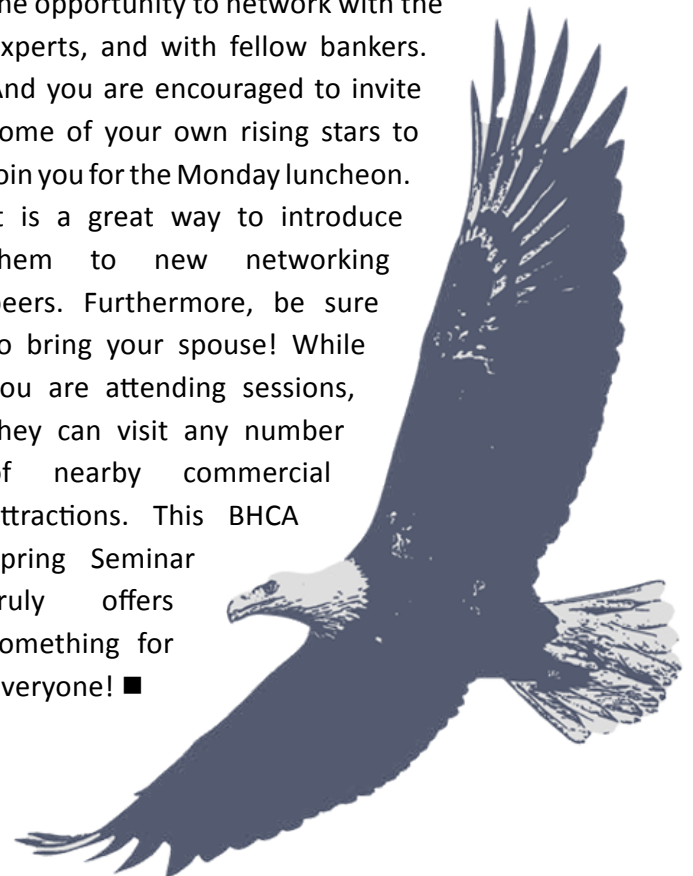 he opportunity to network with the
xperts, and with fellow bankers.
And you are encouraged to invite
ome of your own rising stars to
oin you for the Monday luncheon.
t is a great way to introduce
hem to new networking
peers. Furthermore, be sure
o bring your spouse! While
ou are attending sessions,
hey can visit any number
of nearby commercial
ttractions. This BHCA
pring Seminar
ruly offers
omething for
veryone! ■